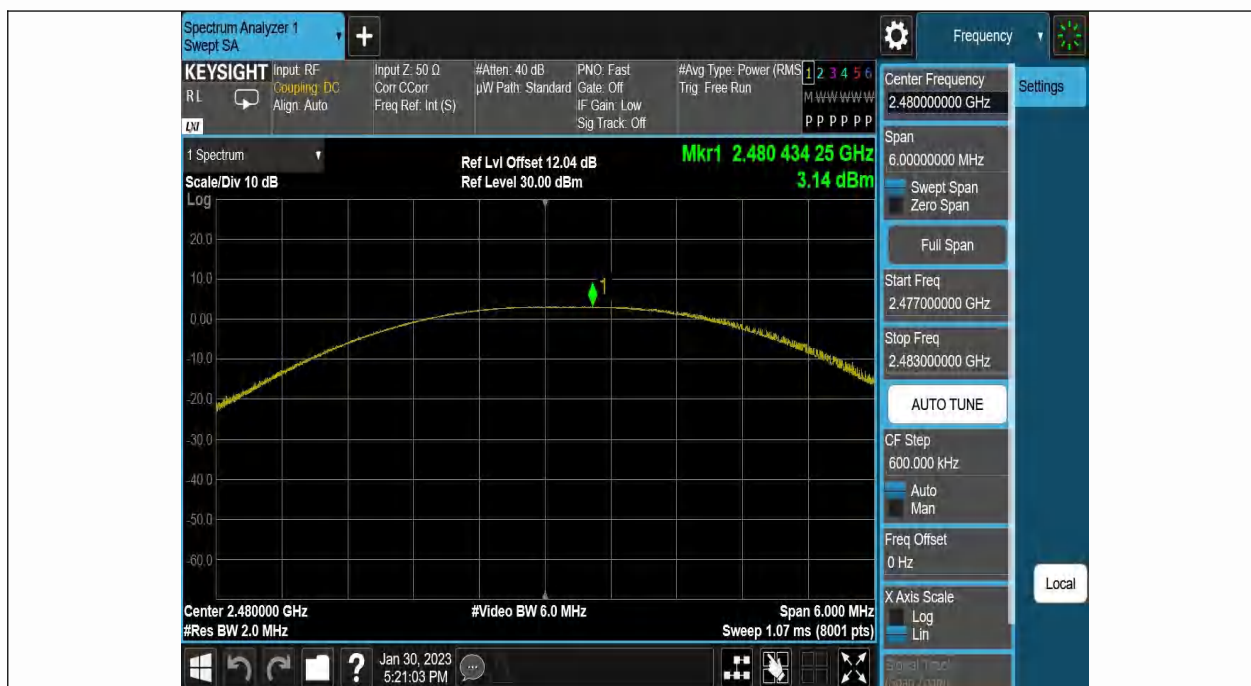 Spectrum Analyzer 1
Swept SA
+
Frequency
KEYSIGHT
RL
LXI
Input: RF
Coupling: DC
Align: Auto
Input Z: 50 Ω
Corr CCorr
Freq Ref: Int (S)
#Atten: 40 dB
µW Path: Standard
PNO: Fast
Gate: Off
IF Gain: Low
Sig Track: Off
#Avg Type: Power (RMS
Trig: Free Run
1 2 3 4 5 6
M W W W W W
P P P P P P
1 Spectrum
Scale/Div 10 dB
Ref Lvl Offset 12.04 dB
Ref Level 30.00 dBm
Mkr1 2.480 434 25 GHz
3.14 dBm
Log
20.0
10.0
0.00
-10.0
-20.0
-30.0
-40.0
-50.0
-60.0
1
Center 2.480000 GHz
#Res BW 2.0 MHz
#Video BW 6.0 MHz
Span 6.000 MHz
Sweep 1.07 ms (8001 pts)
?
Jan 30, 2023
5:21:03 PM
Center Frequency
2.480000000 GHz
Span
6.00000000 MHz
Swept Span
Zero Span
Full Span
Start Freq
2.477000000 GHz
Stop Freq
2.483000000 GHz
AUTO TUNE
CF Step
600.000 kHz
Auto
Man
Freq Offset
0 Hz
X Axis Scale
Log
Lin
Settings
Local